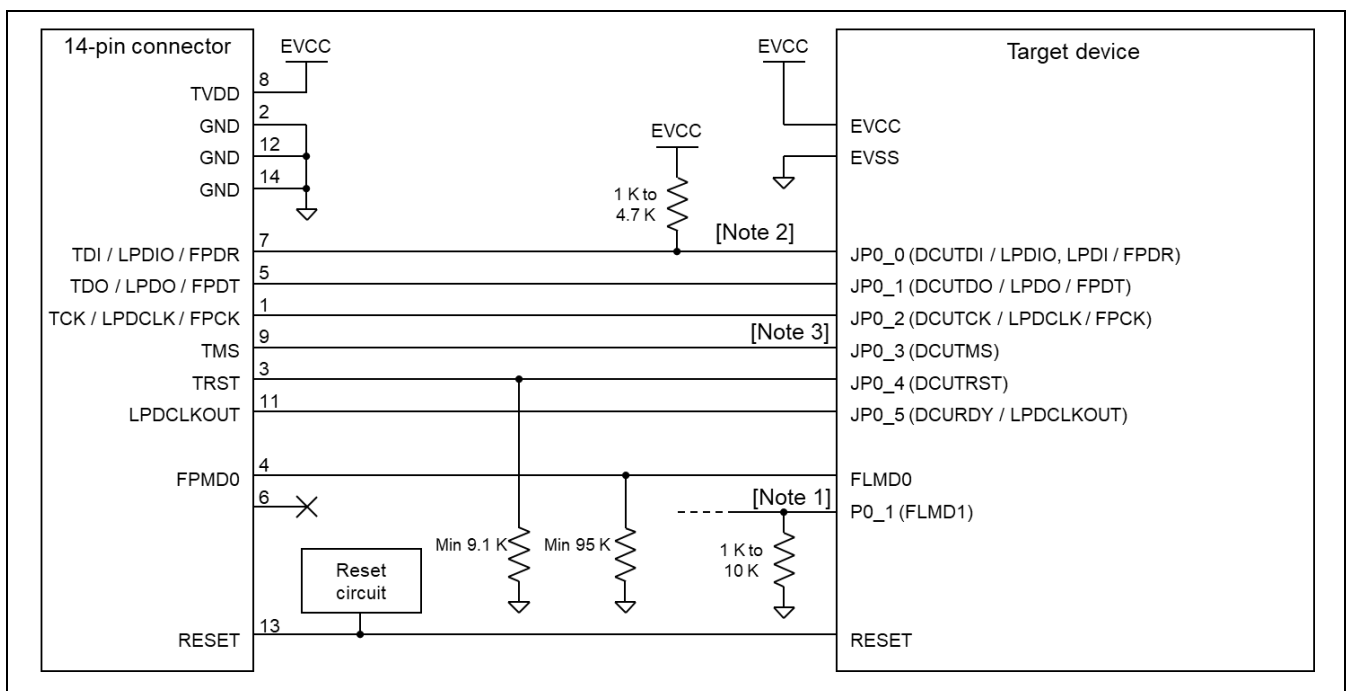 14-pin connector
EVCC
EVCC
Target device
8
TVDD
2
GND
EVCC
EVCC
12
GND
EVSS
14
GND
1 K to
4.7 K
[Note 2]
7
TDI / LPDIO / FPDR
JP0_0 (DCUTDI / LPDIO, LPDI / FPDR)
5
TDO / LPDO / FPDT
JP0_1 (DCUTDO / LPDO / FPDT)
1
TCK / LPDCLK / FPCK
JP0_2 (DCUTCK / LPDCLK / FPCK)
[Note 3]
9
TMS
JP0_3 (DCUTMS)
3
TRST
JP0_4 (DCUTRST)
11
LPDCLKOUT
JP0_5 (DCURDY / LPDCLKOUT)
4
FPMD0
FLMD0
6
[Note 1]
P0_1 (FLMD1)
Min 9.1 K
Min 95 K
1 K to
10 K
Reset
circuit
13
RESET
RESET